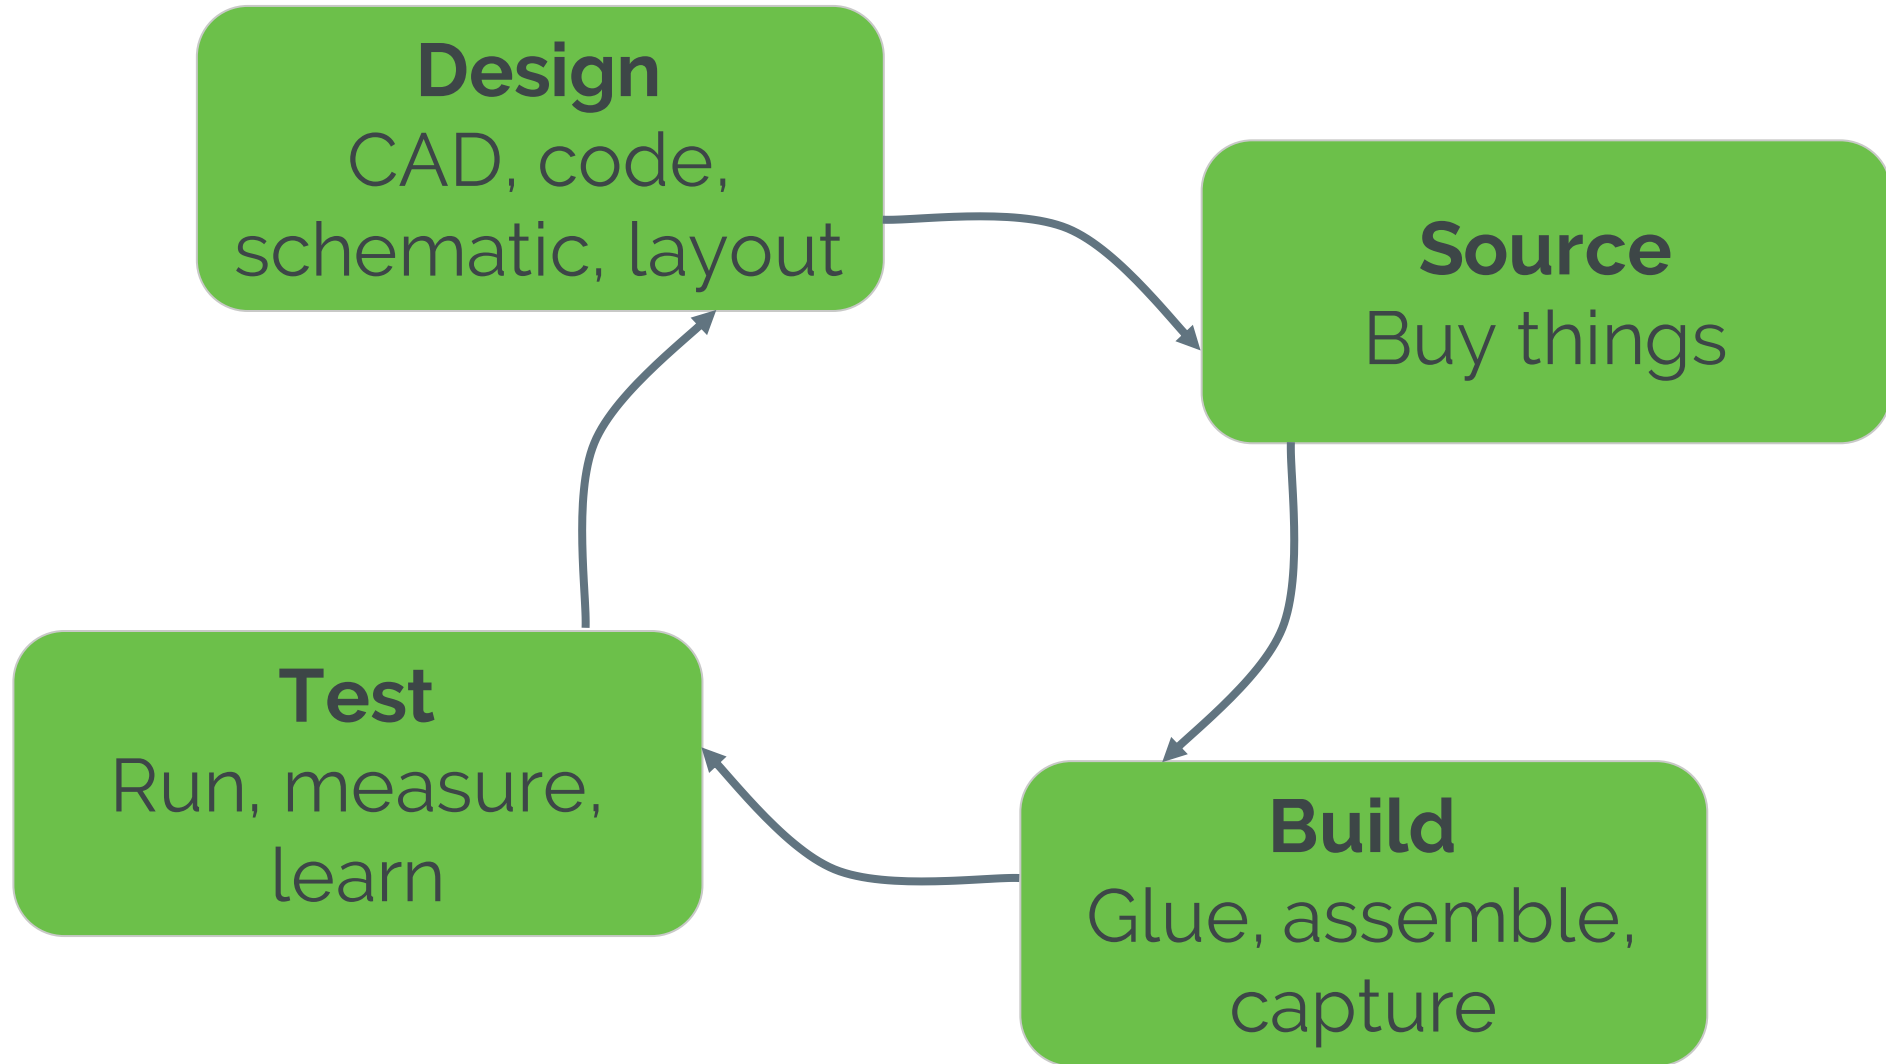 Design
CAD, code,
schematic, layout
Source
Buy things
Build
Glue, assemble,
capture
Test
Run, measure,
learn